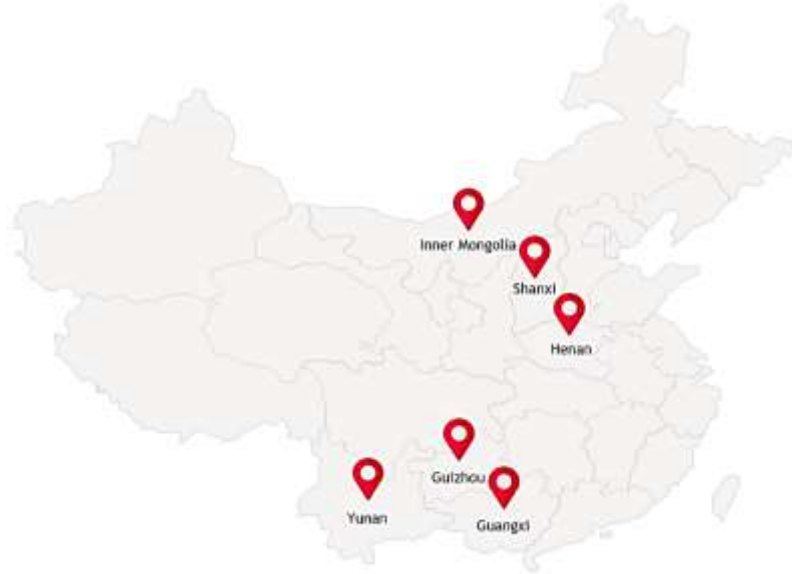 Inner Mongolia
Shanxi
Henan
Guizhou
Yunan
Guangxi